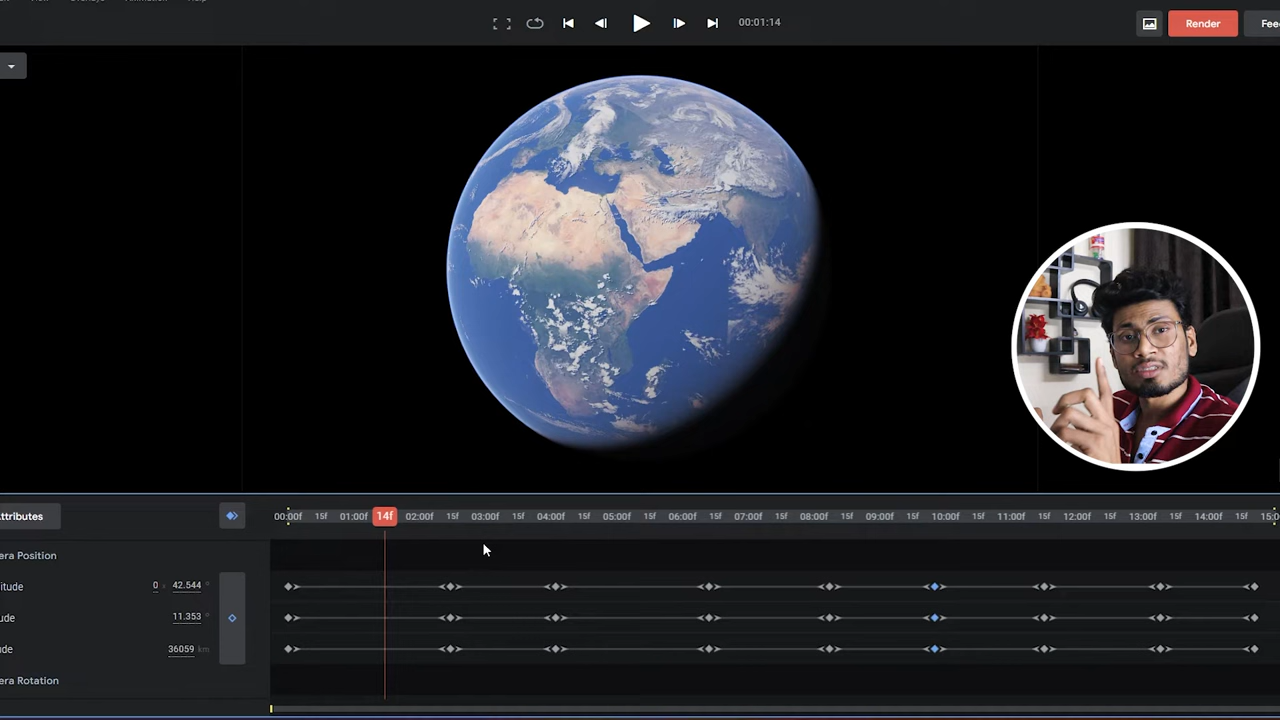 00:01:14
Render
Fee
ttributes
00:00f 15f 01:00f 14f 02:00f 15f 03:00f 15f 04:00f 15f 05:00f 15f 06:00f 15f 07:00f 15f 08:00f 15f 09:00f 15f 10:00f 15f 11:00f 15f 12:00f 15f 13:00f 15f 14:00f 15f 15:0
era Position
itude 0 x 42.544 °
ude 11.353 °
ude 36059 km
era Rotation